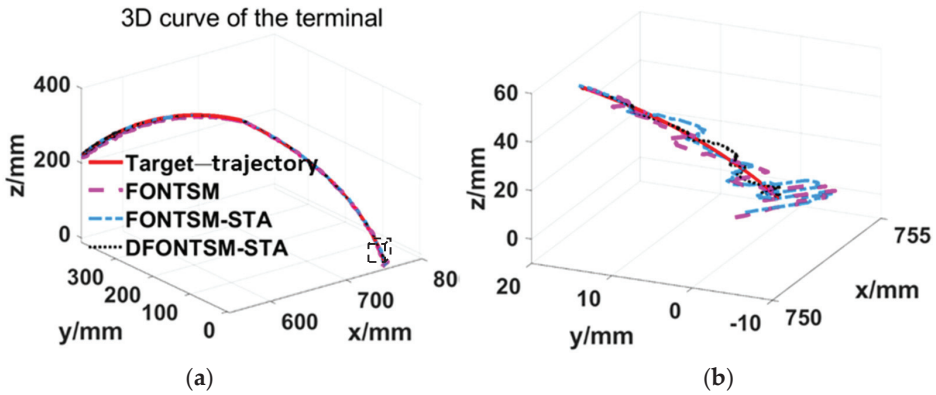 3D curve of the terminal
400
200
0
z/mm
Target—trajectory
FONTSM
FONTSM-STA
DFONTSM-STA
300
200
100
0
y/mm
600
700
80
x/mm
(a)
60
40
20
0
z/mm
20
10
0
-10
y/mm
750
755
x/mm
(b)